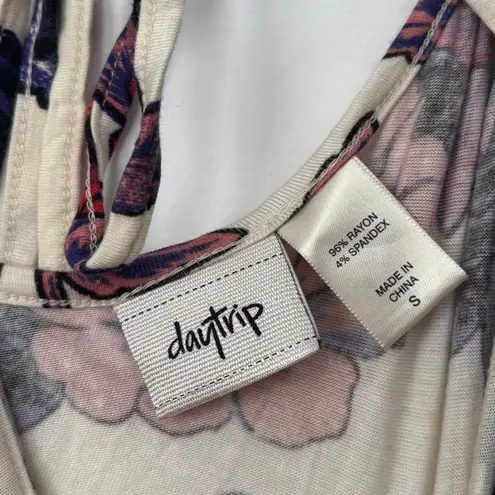 daytrip
96% RAYON
4% SPANDEX
MADE IN
CHINA
S